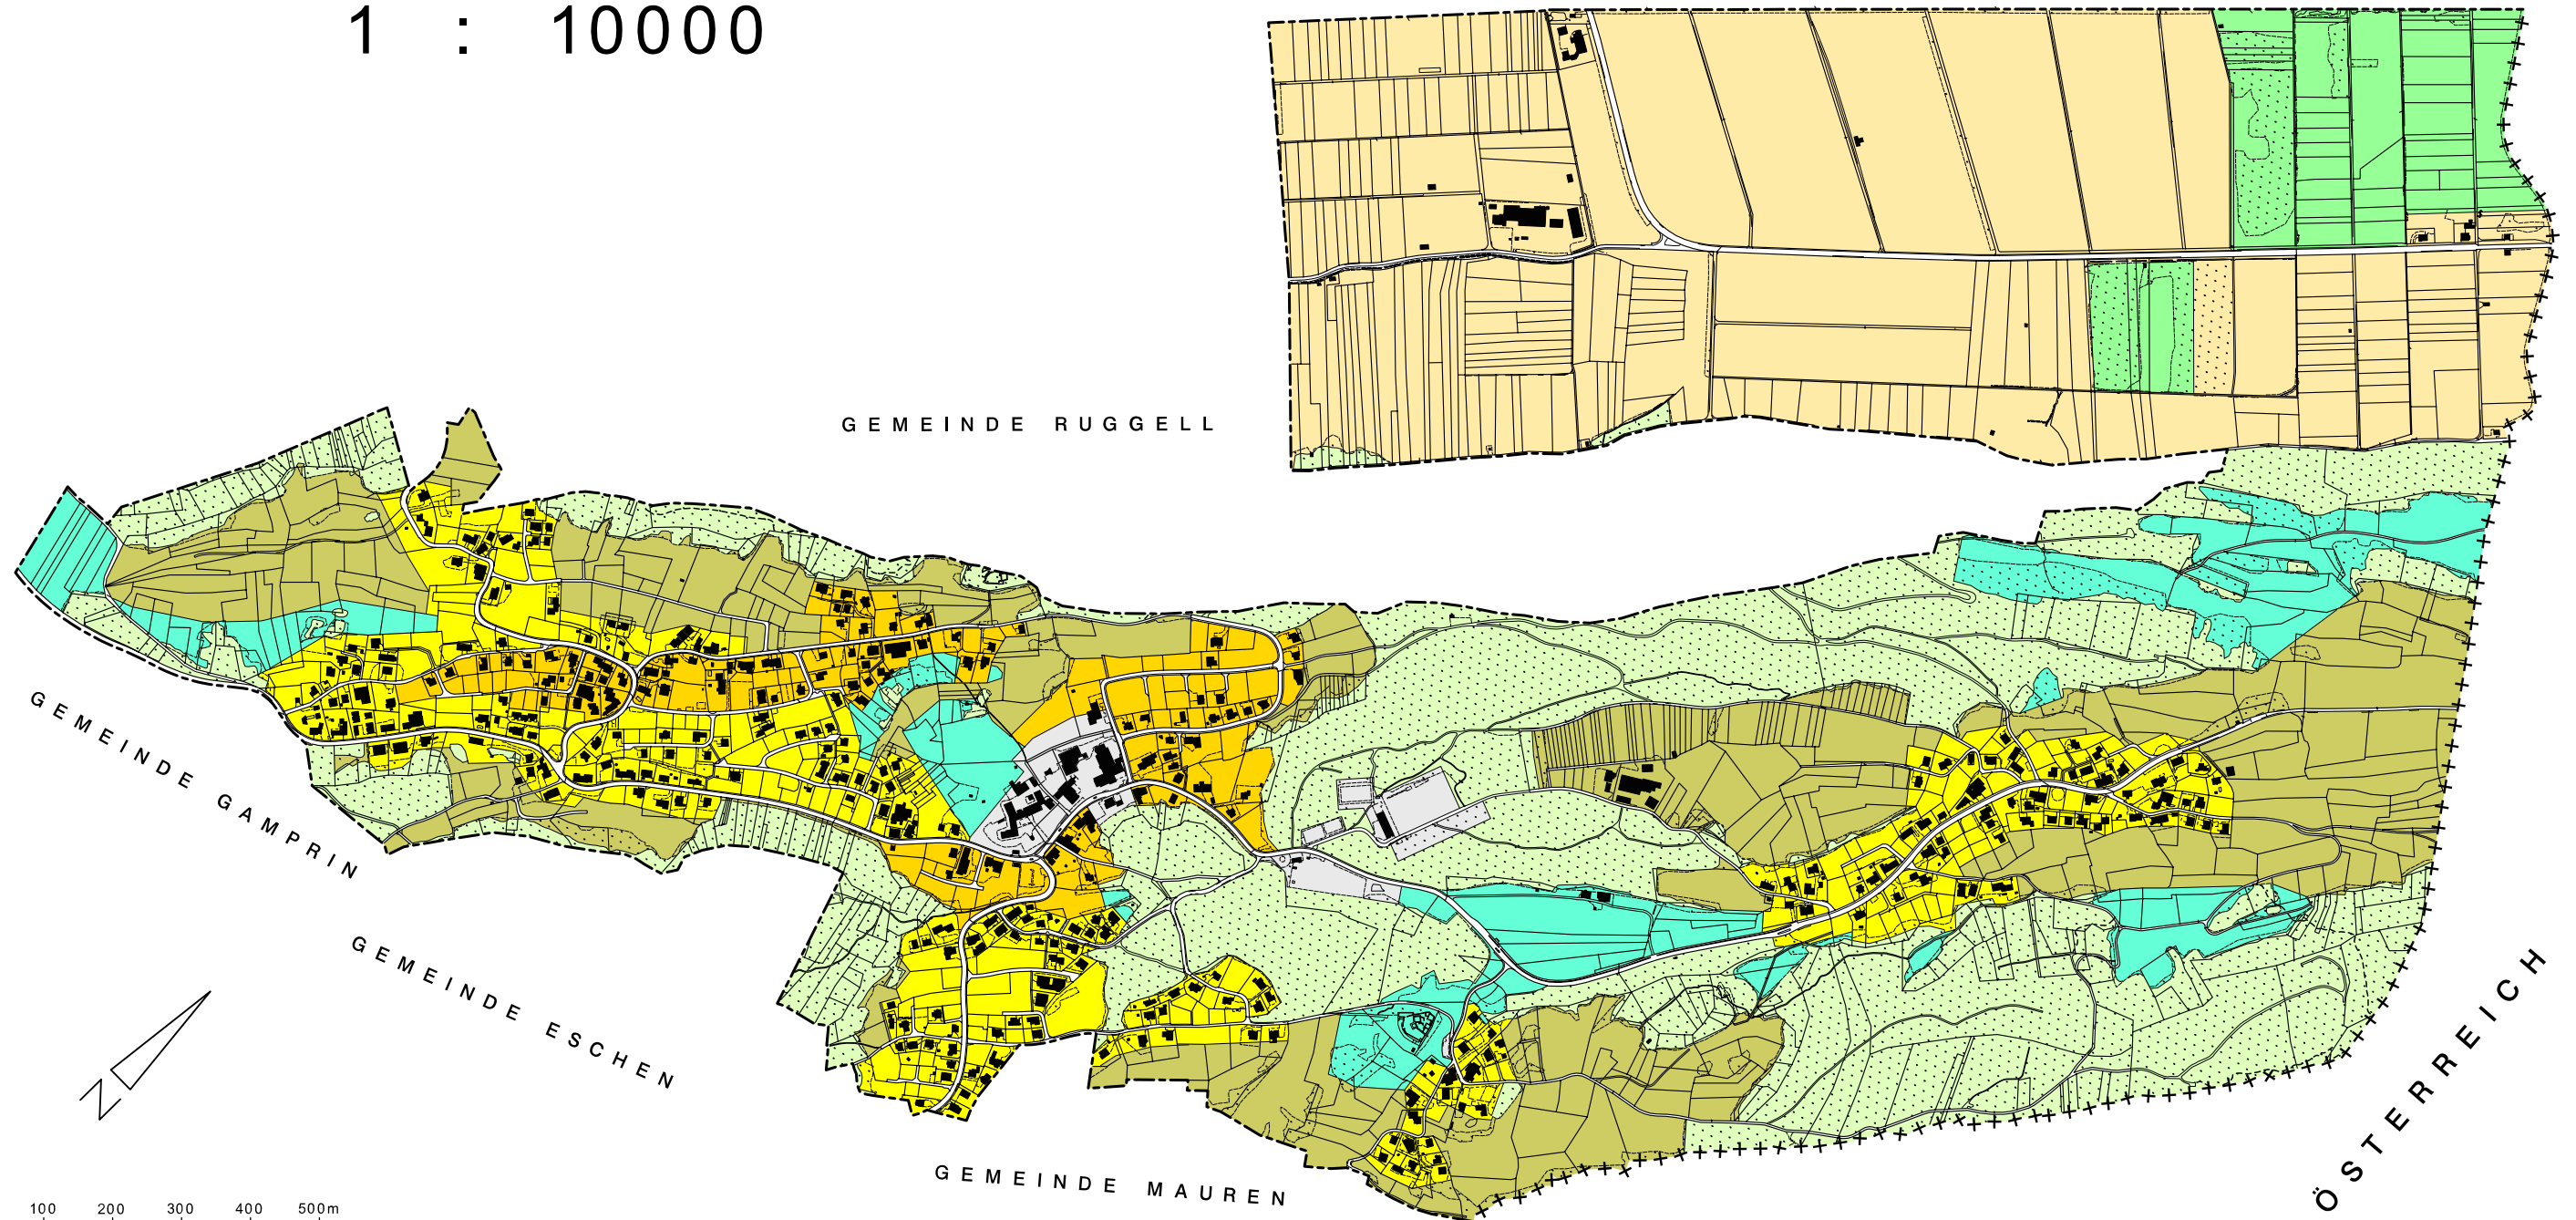 1 : 10000
GEMEINDE RUGGELL
GEMEINDE GAMPRIN
GEMEINDE ESCHEN
GEMEINDE MAUREN
ÖSTERREICH
N
100 200 300 400 500m